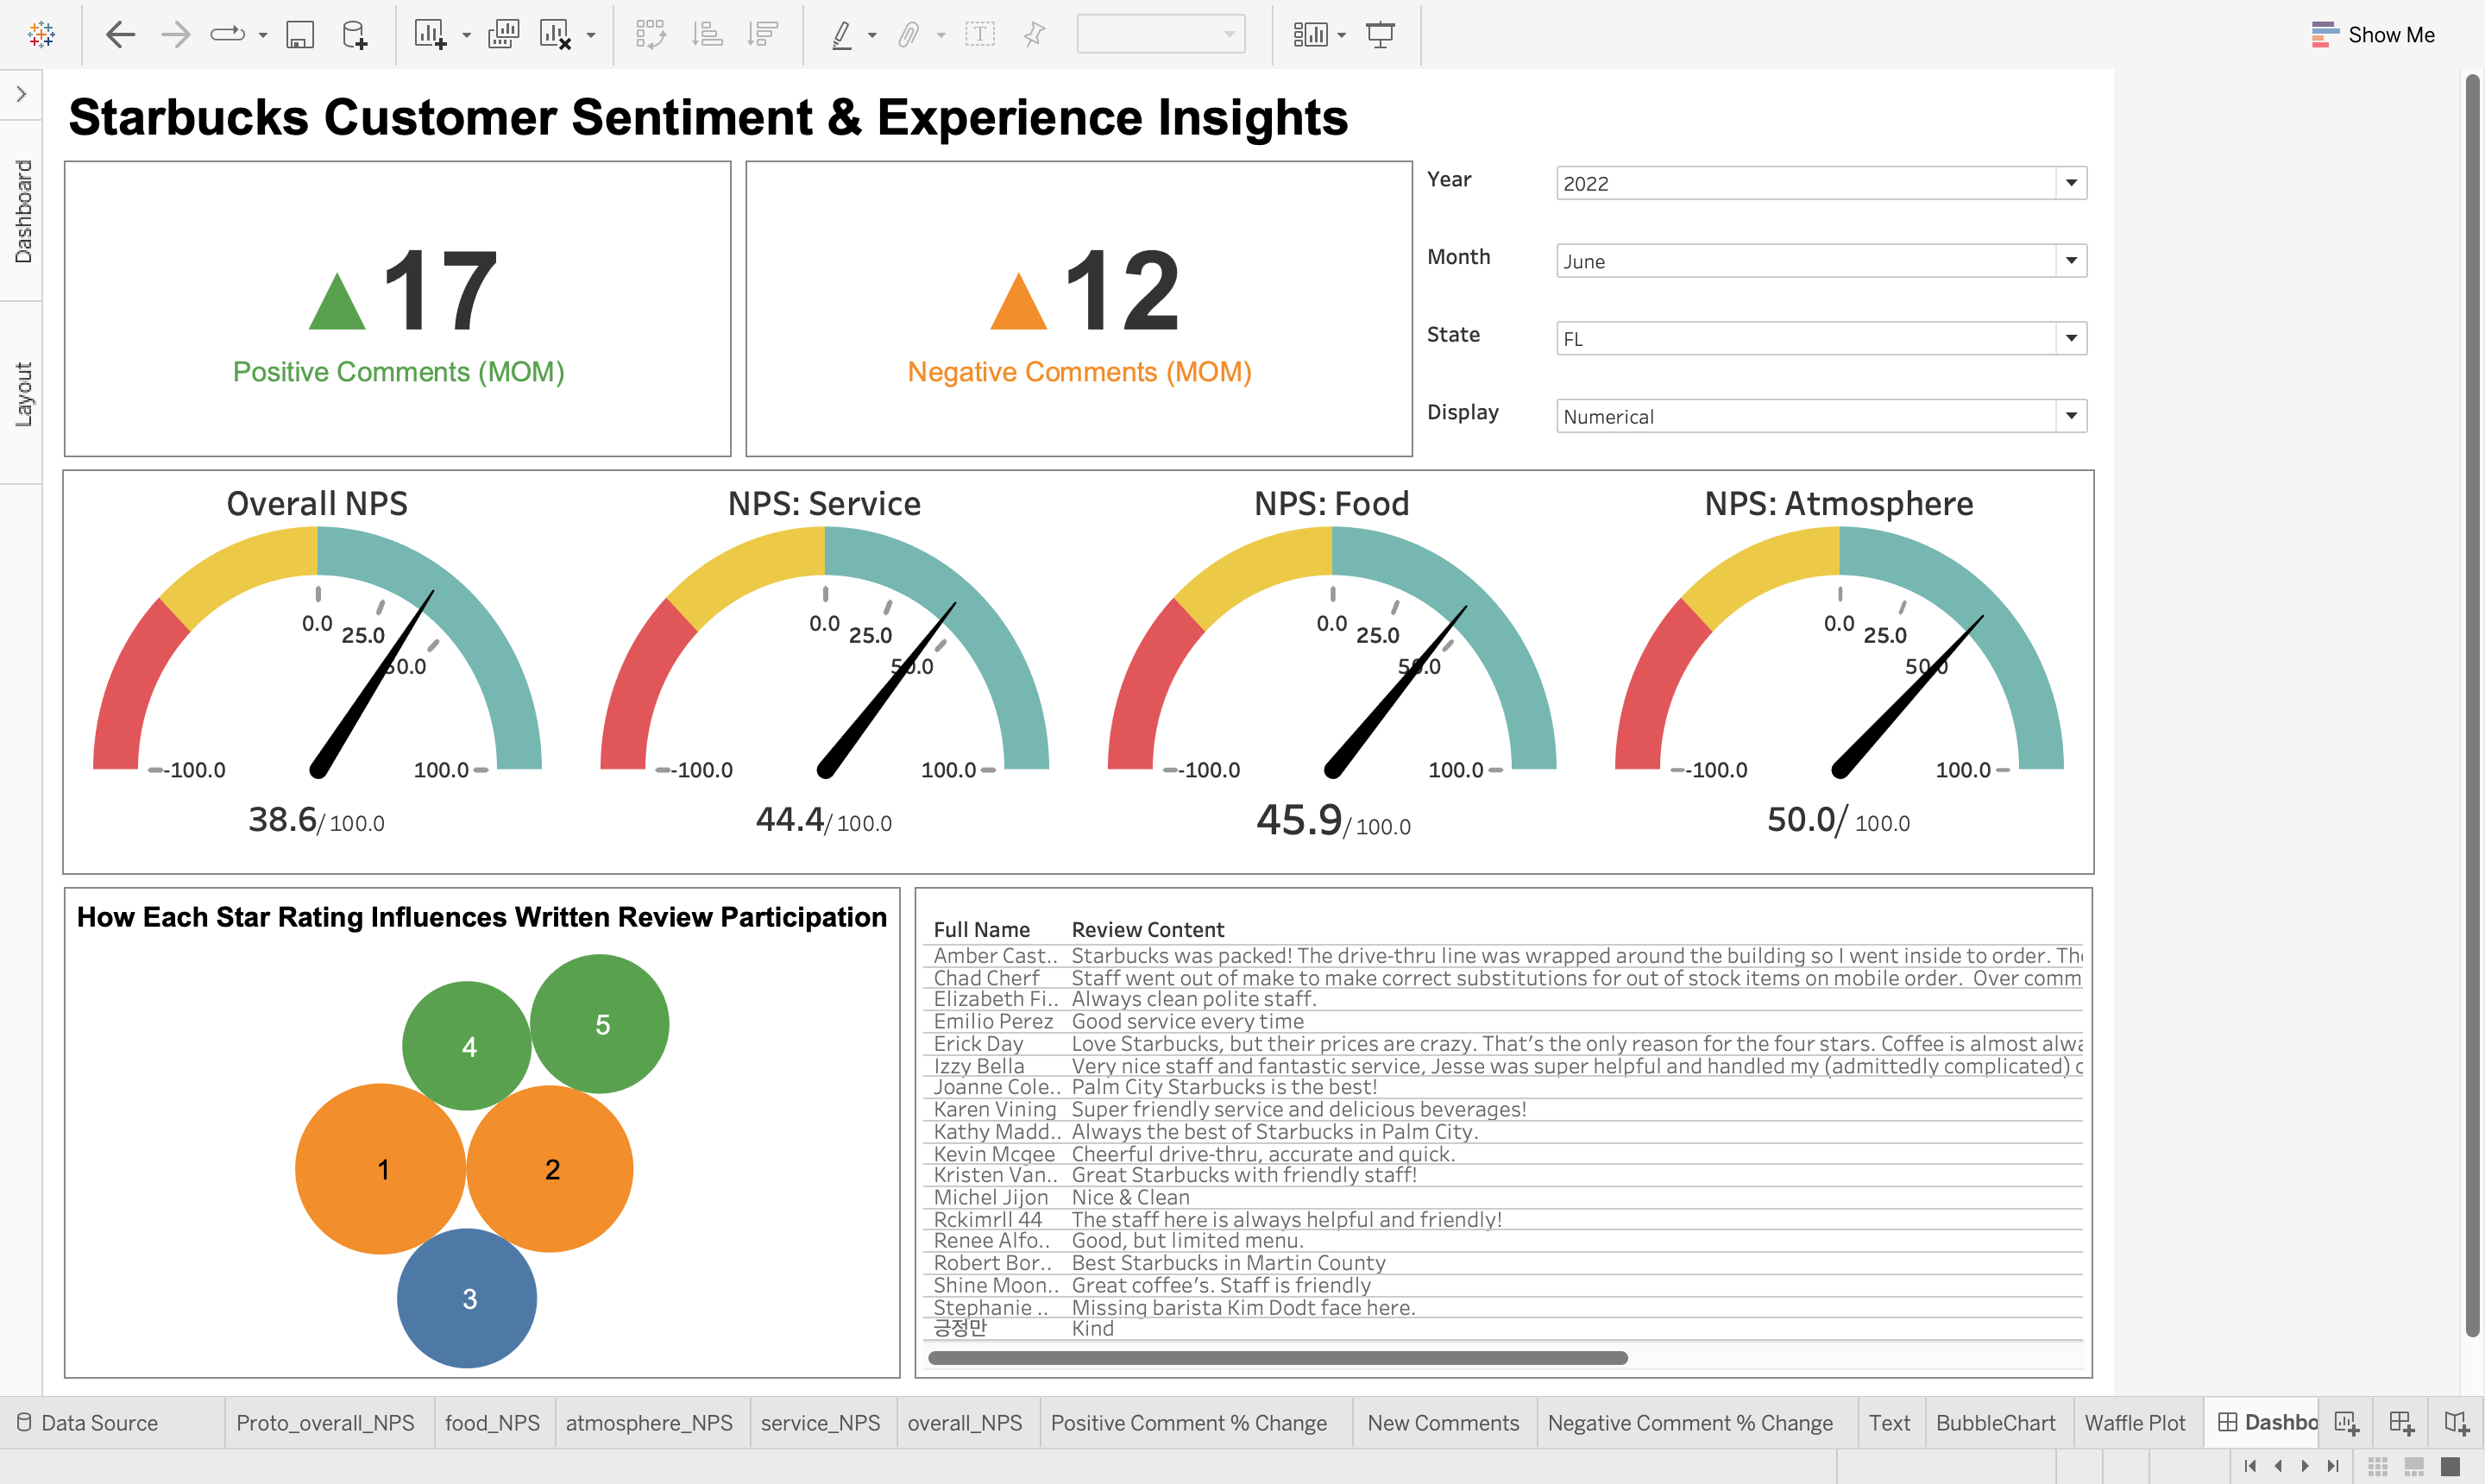 Show Me
Dashboard
Layout
Starbucks Customer Sentiment & Experience Insights
▲17
Positive Comments (MOM)
▲12
Negative Comments (MOM)
Year 2022
Month June
State FL
Display Numerical
Overall NPS
0.0
25.0
50.0
-100.0 100.0
38.6/ 100.0
NPS: Service
0.0
25.0
50.0
-100.0 100.0
44.4/ 100.0
NPS: Food
0.0
25.0
50.0
-100.0 100.0
45.9/ 100.0
NPS: Atmosphere
0.0
25.0
50.0
-100.0 100.0
50.0/ 100.0
How Each Star Rating Influences Written Review Participation
5
4
1 2
3
Full Name Review Content
Amber Cast.. Starbucks was packed! The drive-thru line was wrapped around the building so I went inside to order. The
Chad Cherf Staff went out of make to make correct substitutions for out of stock items on mobile order. Over comm
Elizabeth Fi.. Always clean polite staff.
Emilio Perez Good service every time
Erick Day Love Starbucks, but their prices are crazy. That's the only reason for the four stars. Coffee is almost alwa
Izzy Bella Very nice staff and fantastic service, Jesse was super helpful and handled my (admittedly complicated) c
Joanne Cole.. Palm City Starbucks is the best!
Karen Vining Super friendly service and delicious beverages!
Kathy Madd.. Always the best of Starbucks in Palm City.
Kevin Mcgee Cheerful drive-thru, accurate and quick.
Kristen Van.. Great Starbucks with friendly staff!
Michel Jijon Nice & Clean
Rckimrll 44 The staff here is always helpful and friendly!
Renee Alfo.. Good, but limited menu.
Robert Bor.. Best Starbucks in Martin County
Shine Moon.. Great coffee's. Staff is friendly
Stephanie .. Missing barista Kim Dodt face here.
긍정만 Kind
Data Source Proto_overall_NPS food_NPS atmosphere_NPS service_NPS overall_NPS Positive Comment % Change New Comments Negative Comment % Change Text BubbleChart Waffle Plot Dashbo